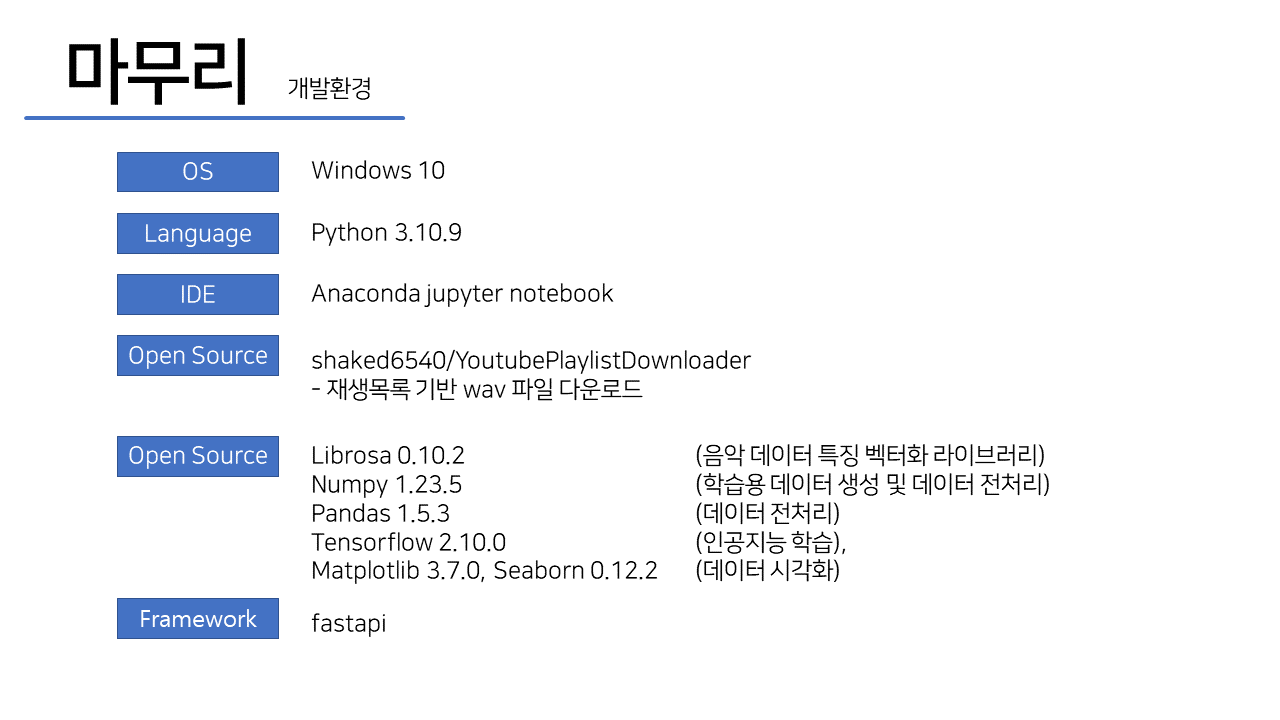 마무리 개발환경
OS Windows 10
Language Python 3.10.9
IDE Anaconda jupyter notebook
Open Source shaked6540/YoutubePlaylistDownloader
- 재생목록 기반 wav 파일 다운로드
Open Source Librosa 0.10.2 (음악 데이터 특징 벡터화 라이브러리)
Numpy 1.23.5 (학습용 데이터 생성 및 데이터 전처리)
Pandas 1.5.3 (데이터 전처리)
Tensorflow 2.10.0 (인공지능 학습),
Matplotlib 3.7.0, Seaborn 0.12.2 (데이터 시각화)
Framework fastapi